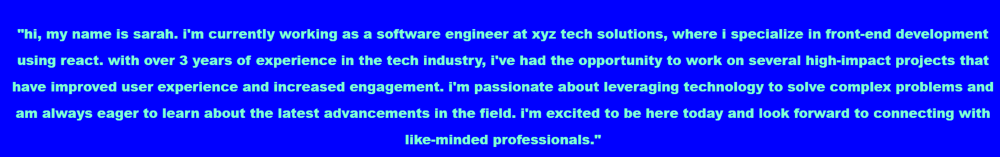 "hi, my name is sarah. i'm currently working as a software engineer at xyz tech solutions, where i specialize in front-end development
using react. with over 3 years of experience in the tech industry, i've had the opportunity to work on several high-impact projects that
have improved user experience and increased engagement. i'm passionate about leveraging technology to solve complex problems and
am always eager to learn about the latest advancements in the field. i'm excited to be here today and look forward to connecting with
like-minded professionals."